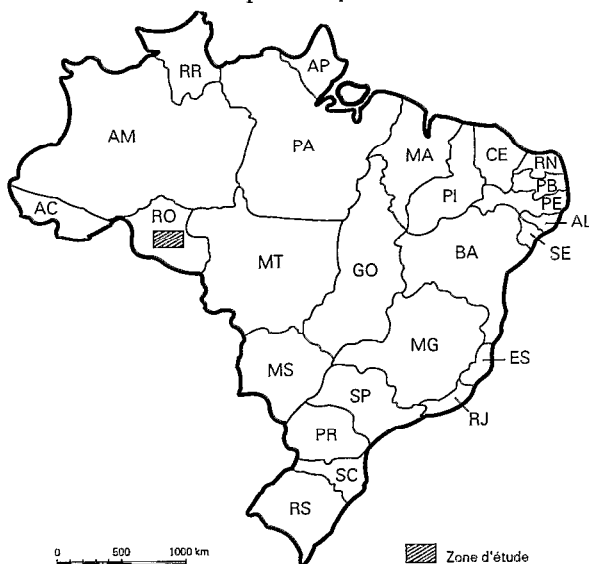 RR
AP
AM
PA
MA
CE
RN
PB
PE
AL
SE
PI
AC
RO
MT
GO
BA
MG
ES
MS
SP
RJ
PR
SC
RS
0 500 1000 km
Zone d'étude